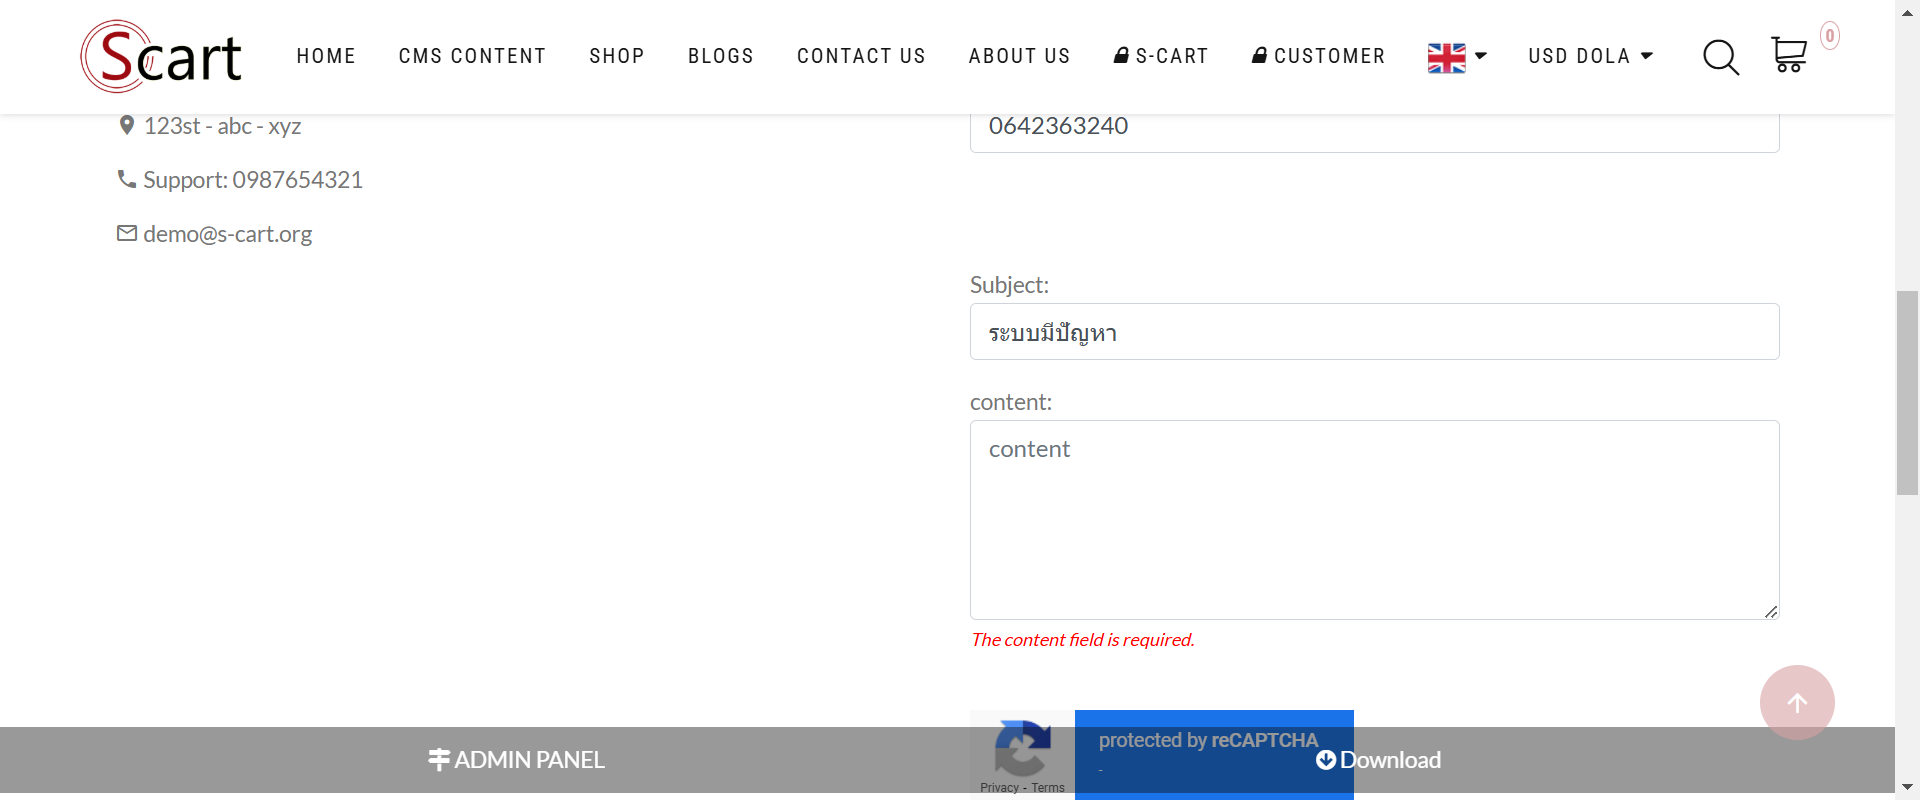 Scart
HOME CMS CONTENT SHOP BLOGS CONTACT US ABOUT US S-CART CUSTOMER USD DOLA 0
123st - abc - xyz
Support: 0987654321
demo@s-cart.org
0642363240
Subject:
ระบบมีปัญหา
content:
content
The content field is required.
protected by reCAPTCHA
-
Privacy - Terms
ADMIN PANEL
Download